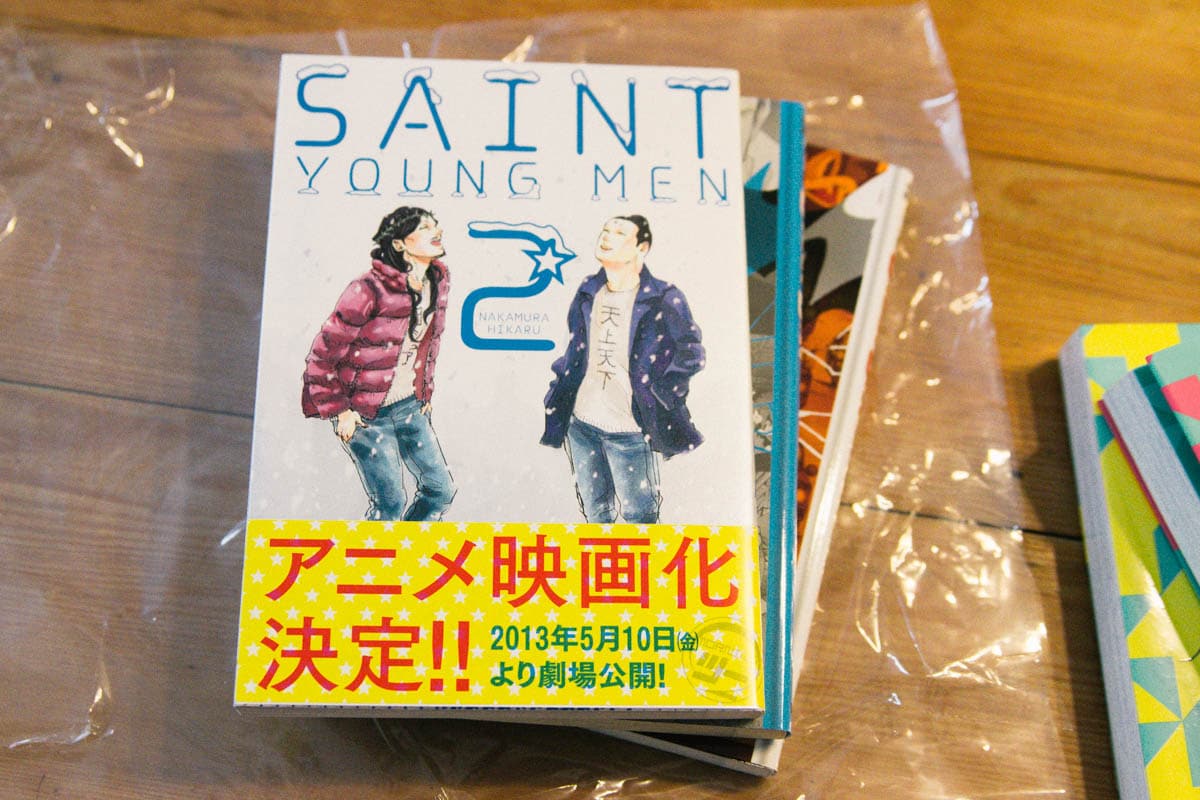 SAINT
YOUNG MEN
2
NAKAMURA
HIKARU
天上天下
アニメ映画化
決定!!
2013年5月10日㈮
より劇場公開!